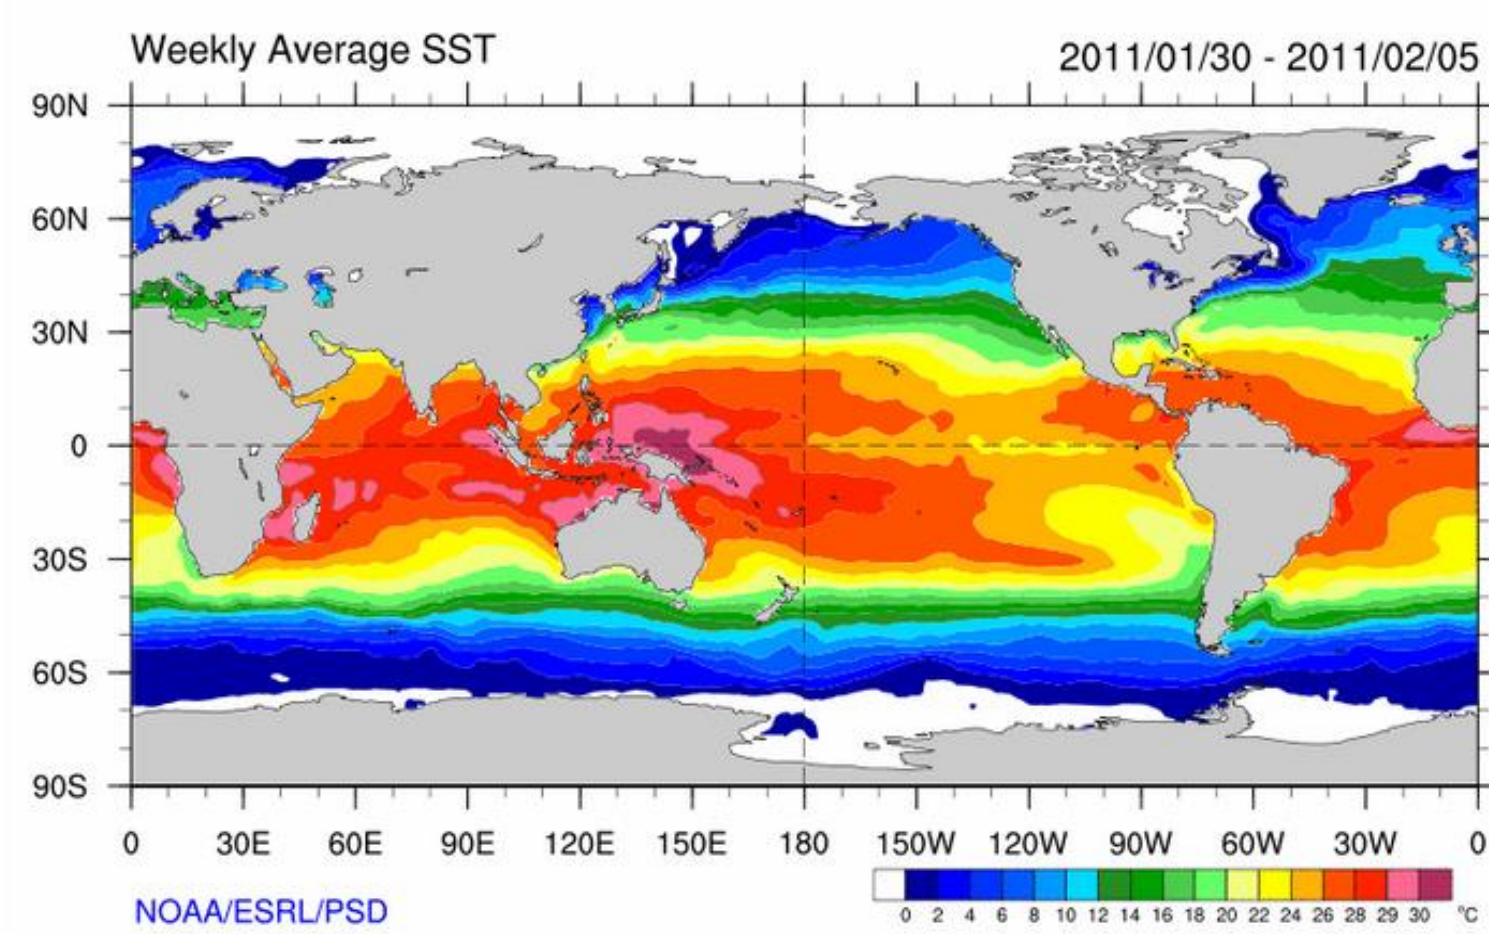 Weekly Average SST
2011/01/30 - 2011/02/05
90N
60N
30N
0
30S
60S
90S
0 30E 60E 90E 120E 150E 180 150W 120W 90W 60W 30W 0
0 2 4 6 8 10 12 14 16 18 20 22 24 26 28 29 30 °C
NOAA/ESRL/PSD